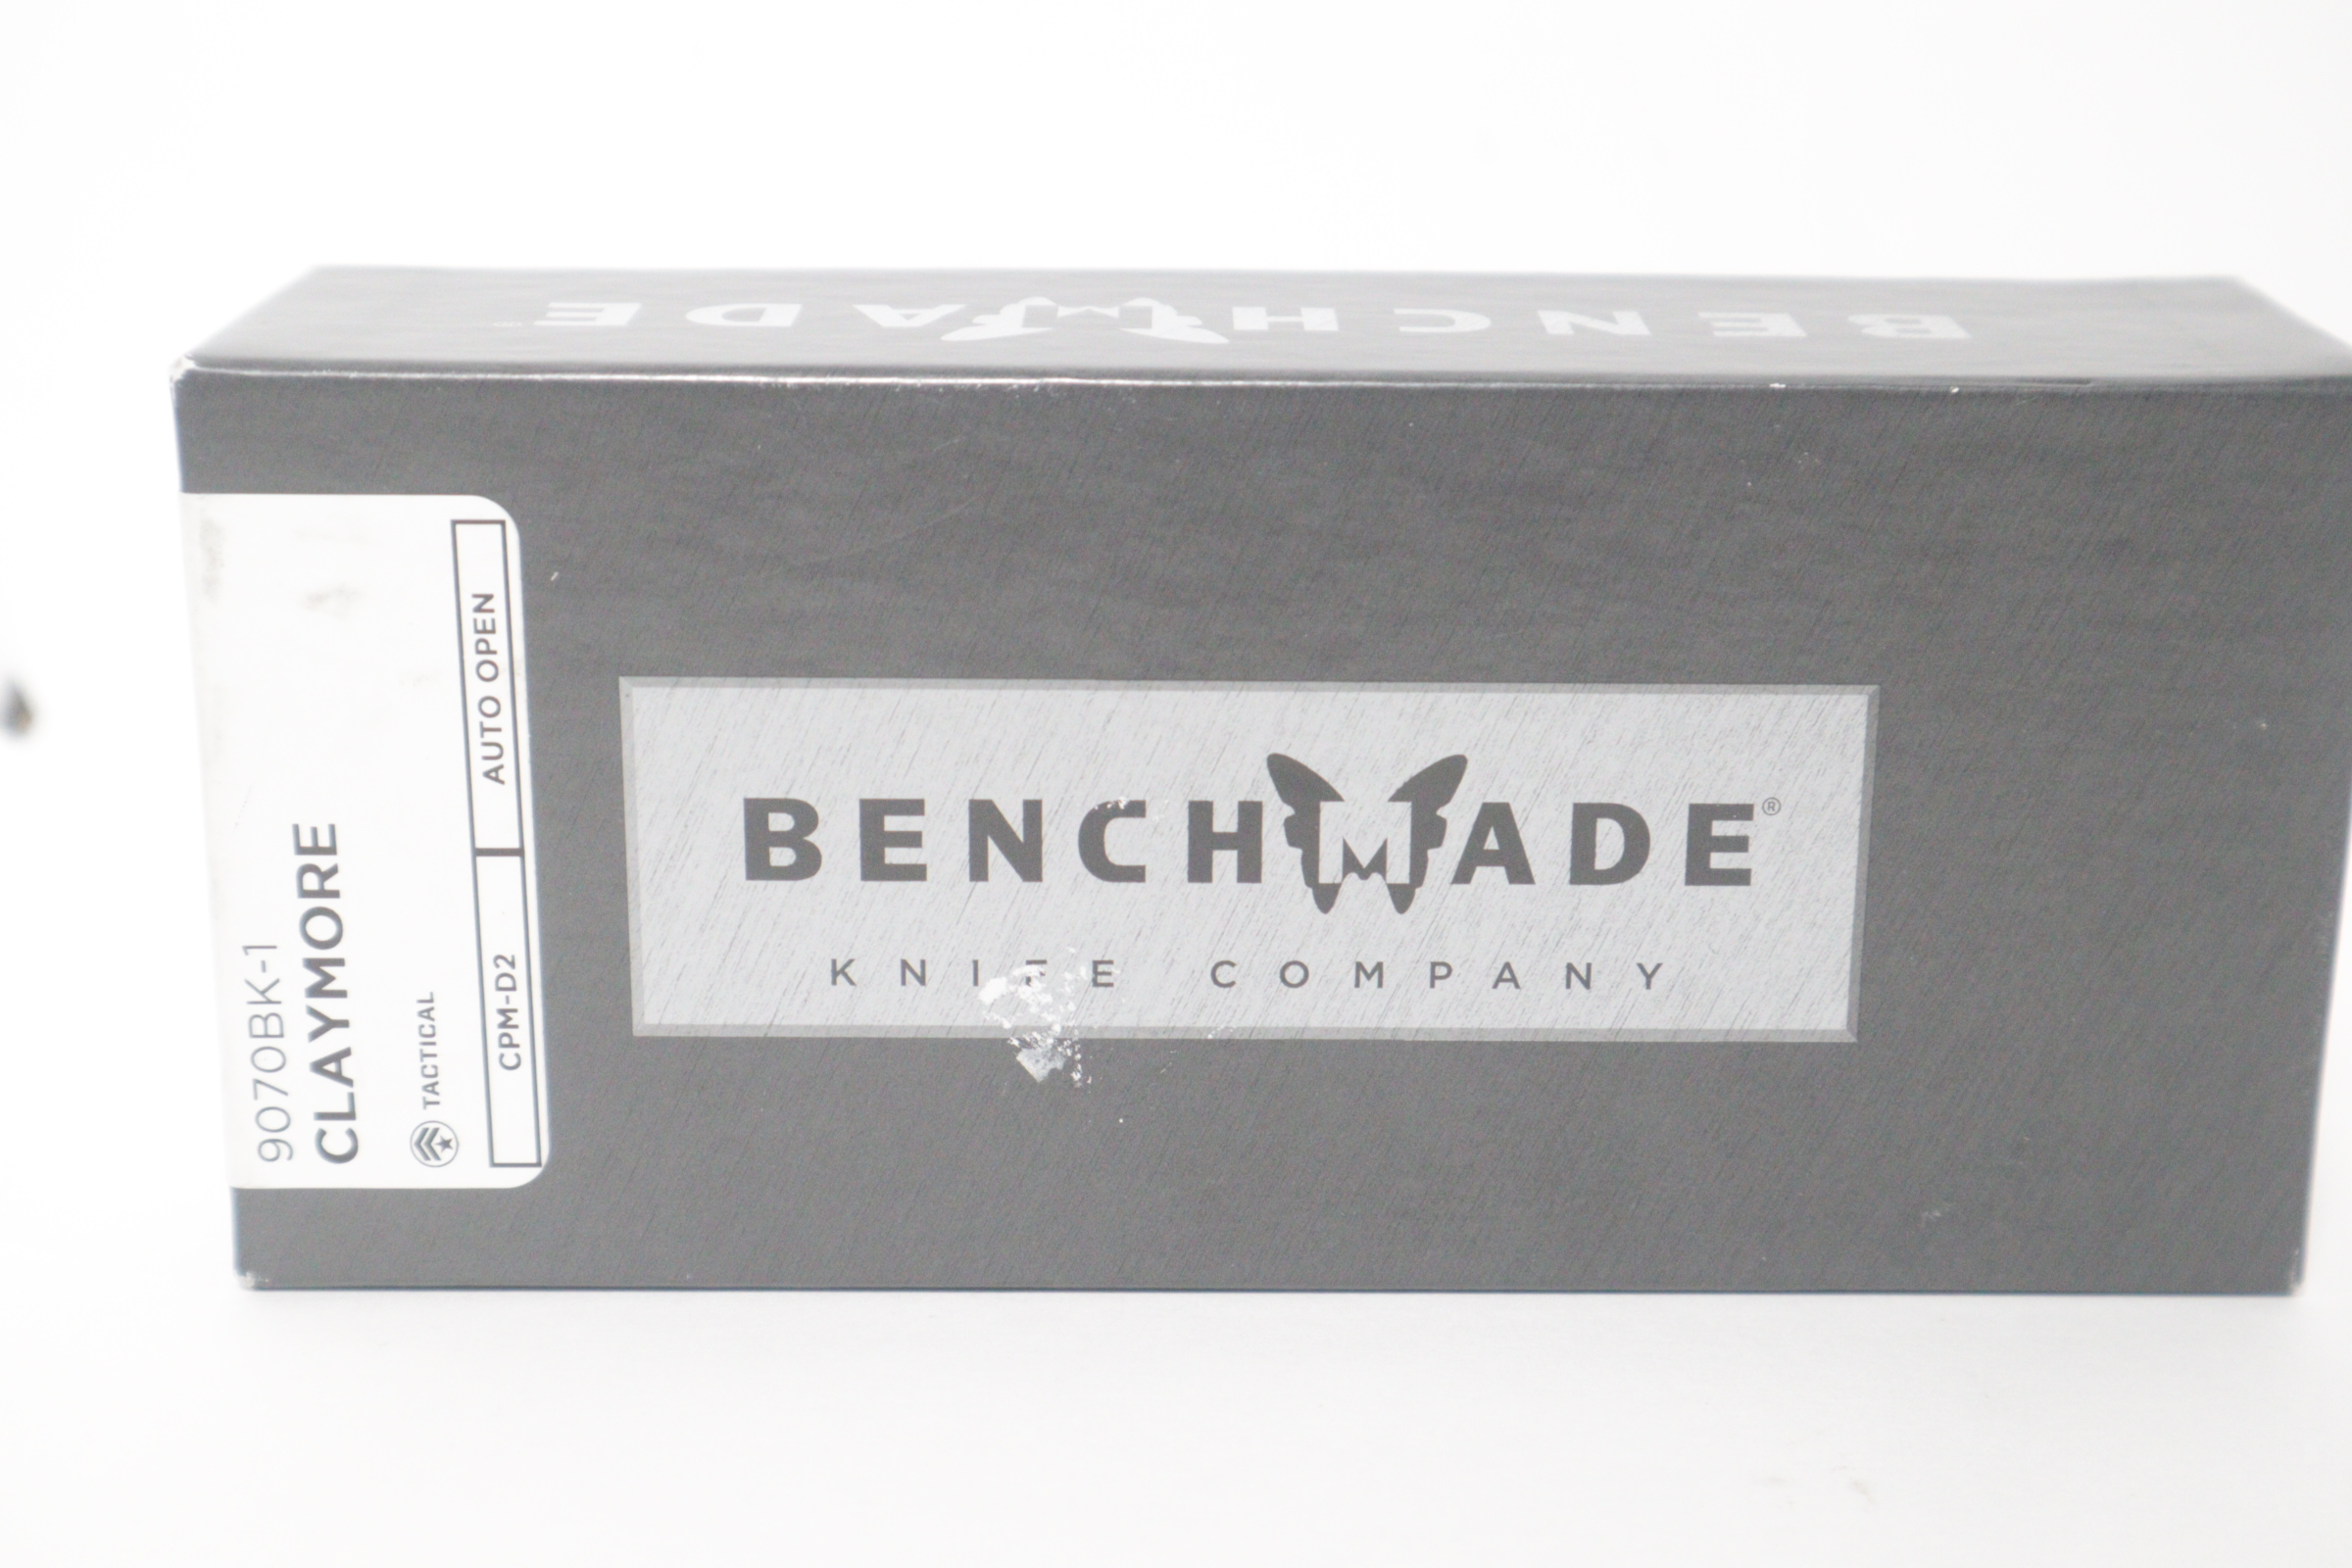 BENCHMADE®
9070BK-1
CLAYMORE
TACTICAL
CPM-D2 AUTO OPEN
BENCHMADE®
KNIFE COMPANY